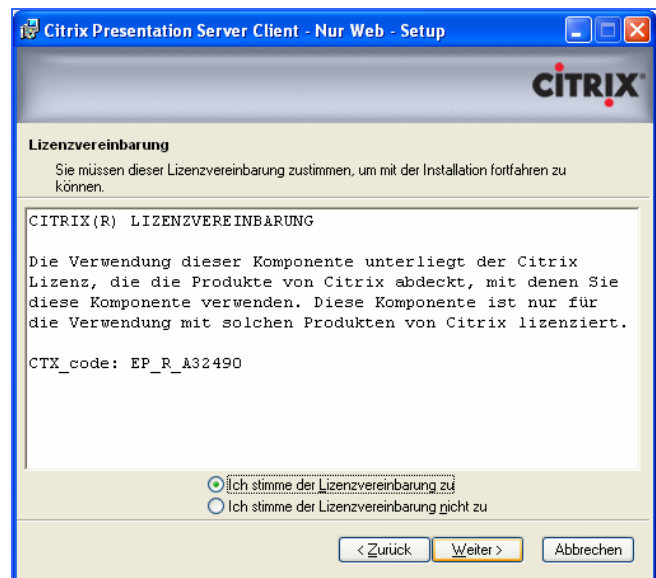 Citrix Presentation Server Client - Nur Web - Setup
CITRIX®
Lizenzvereinbarung
Sie müssen dieser Lizenzvereinbarung zustimmen, um mit der Installation fortfahren zu
können.
CITRIX(R) LIZENZVEREINBARUNG
Die Verwendung dieser Komponente unterliegt der Citrix
Lizenz, die die Produkte von Citrix abdeckt, mit denen Sie
diese Komponente verwenden. Diese Komponente ist nur für
die Verwendung mit solchen Produkten von Citrix lizenziert.
CTX_code: EP_R_A32490
Ich stimme der Lizenzvereinbarung zu
Ich stimme der Lizenzvereinbarung nicht zu
< Zurück
Weiter >
Abbrechen